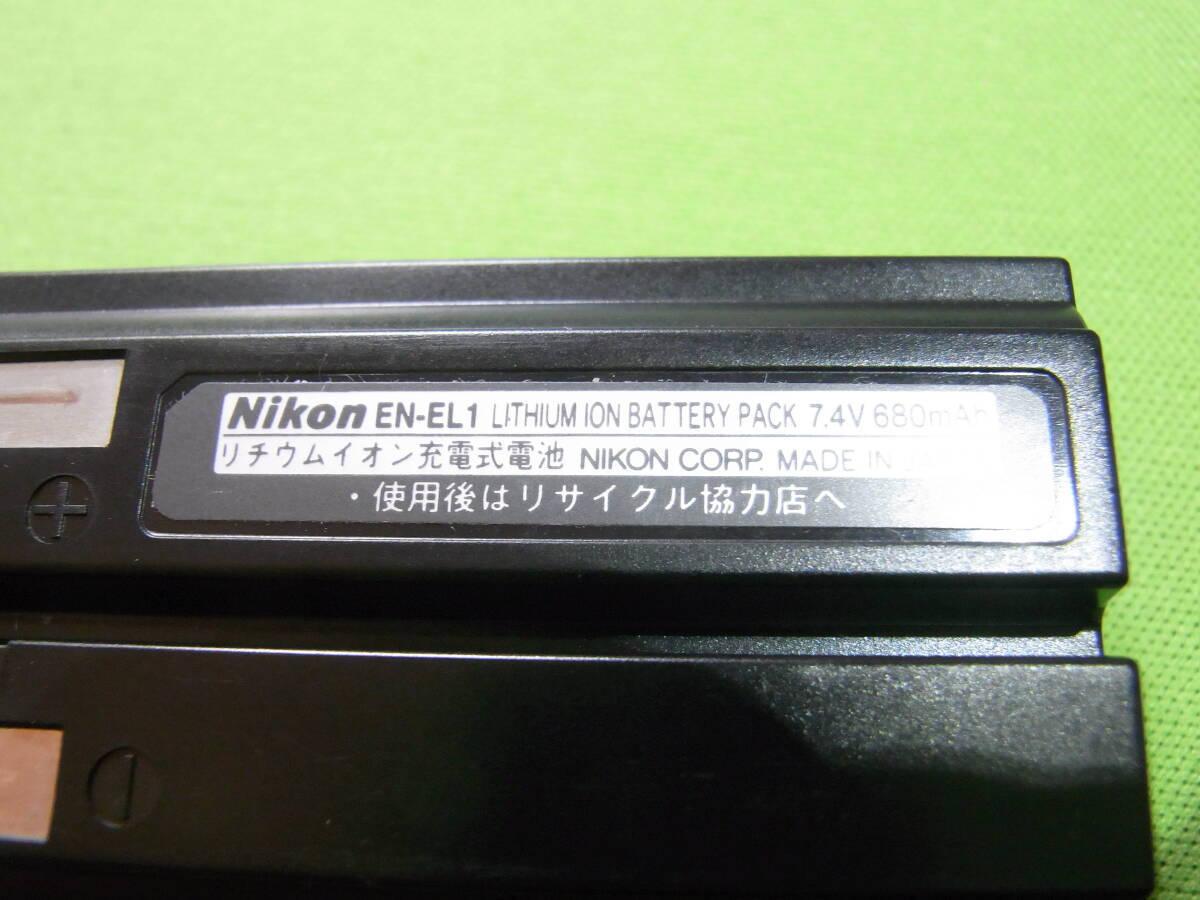 Nikon EN-EL1 LITHIUM ION BATTERY PACK 7.4V 680mAh
リチウムイオン充電式電池 NIKON CORP. MADE IN
・使用後はリサイクル協力店へ
+
−